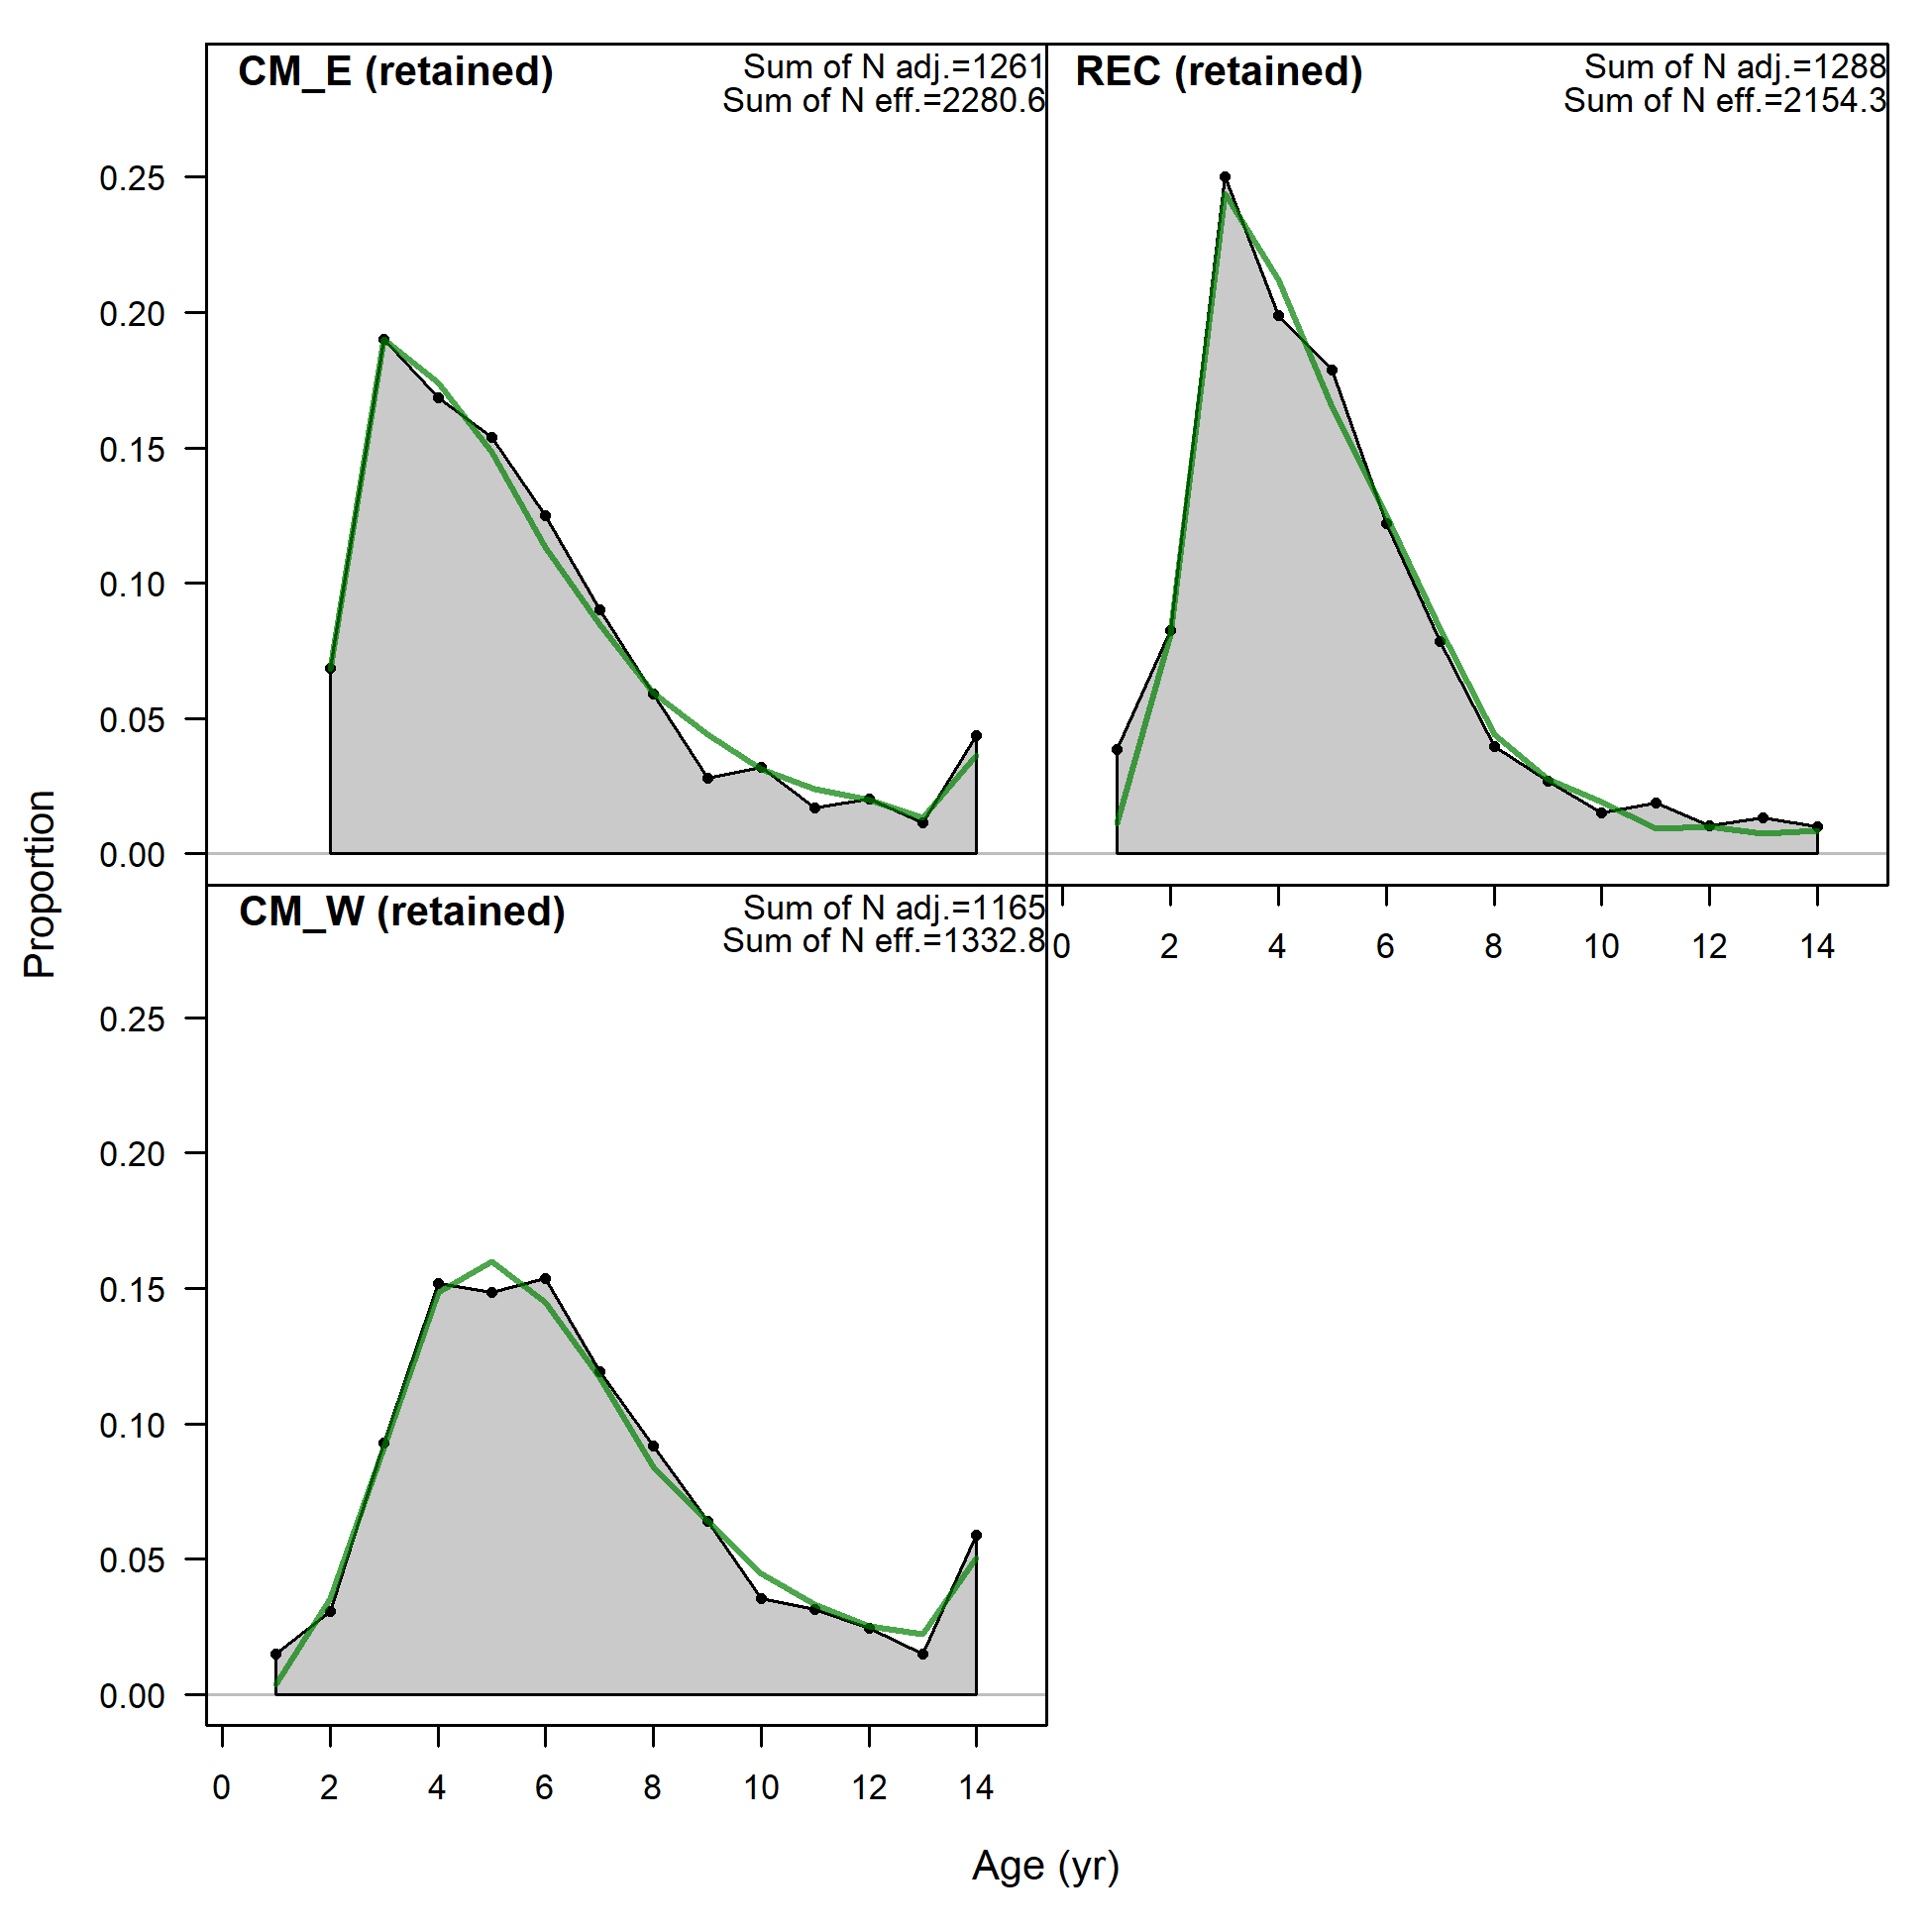 CM_E (retained)
Sum of N adj.=1261
Sum of N eff.=2280.6
REC (retained)
Sum of N adj.=1288
Sum of N eff.=2154.3
0.25
0.20
0.15
0.10
0.05
0.00
CM_W (retained)
Sum of N adj.=1165
Sum of N eff.=1332.8
0 2 4 6 8 10 12 14
Proportion
0.25
0.20
0.15
0.10
0.05
0.00
0 2 4 6 8 10 12 14
Age (yr)